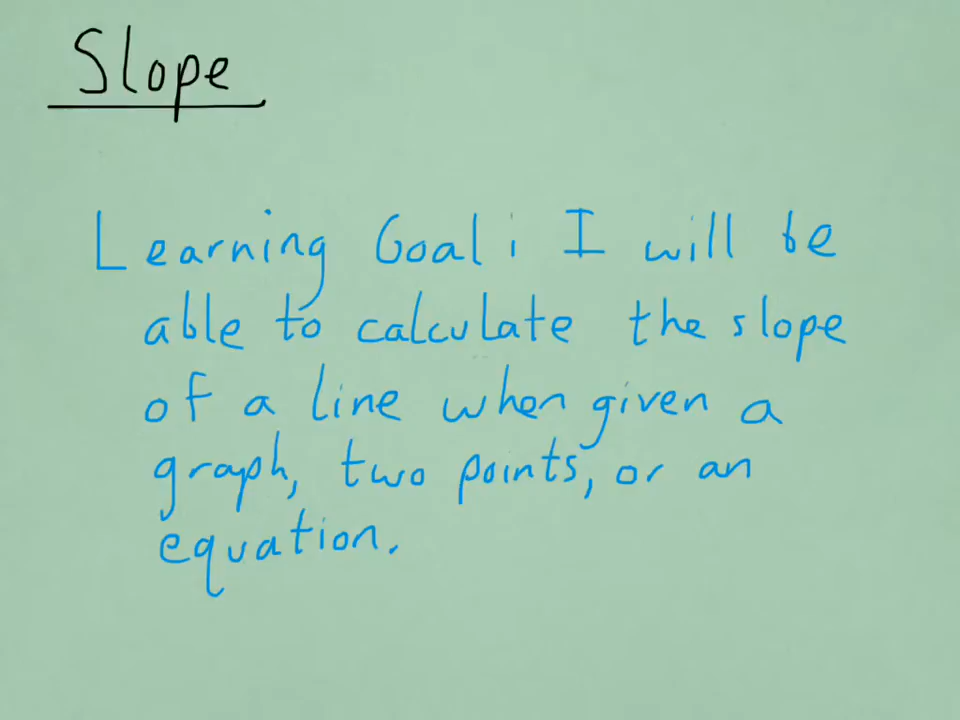 Slope
Learning Goal: I will be
able to calculate the slope
of a line when given a
graph, two points, or an
equation.